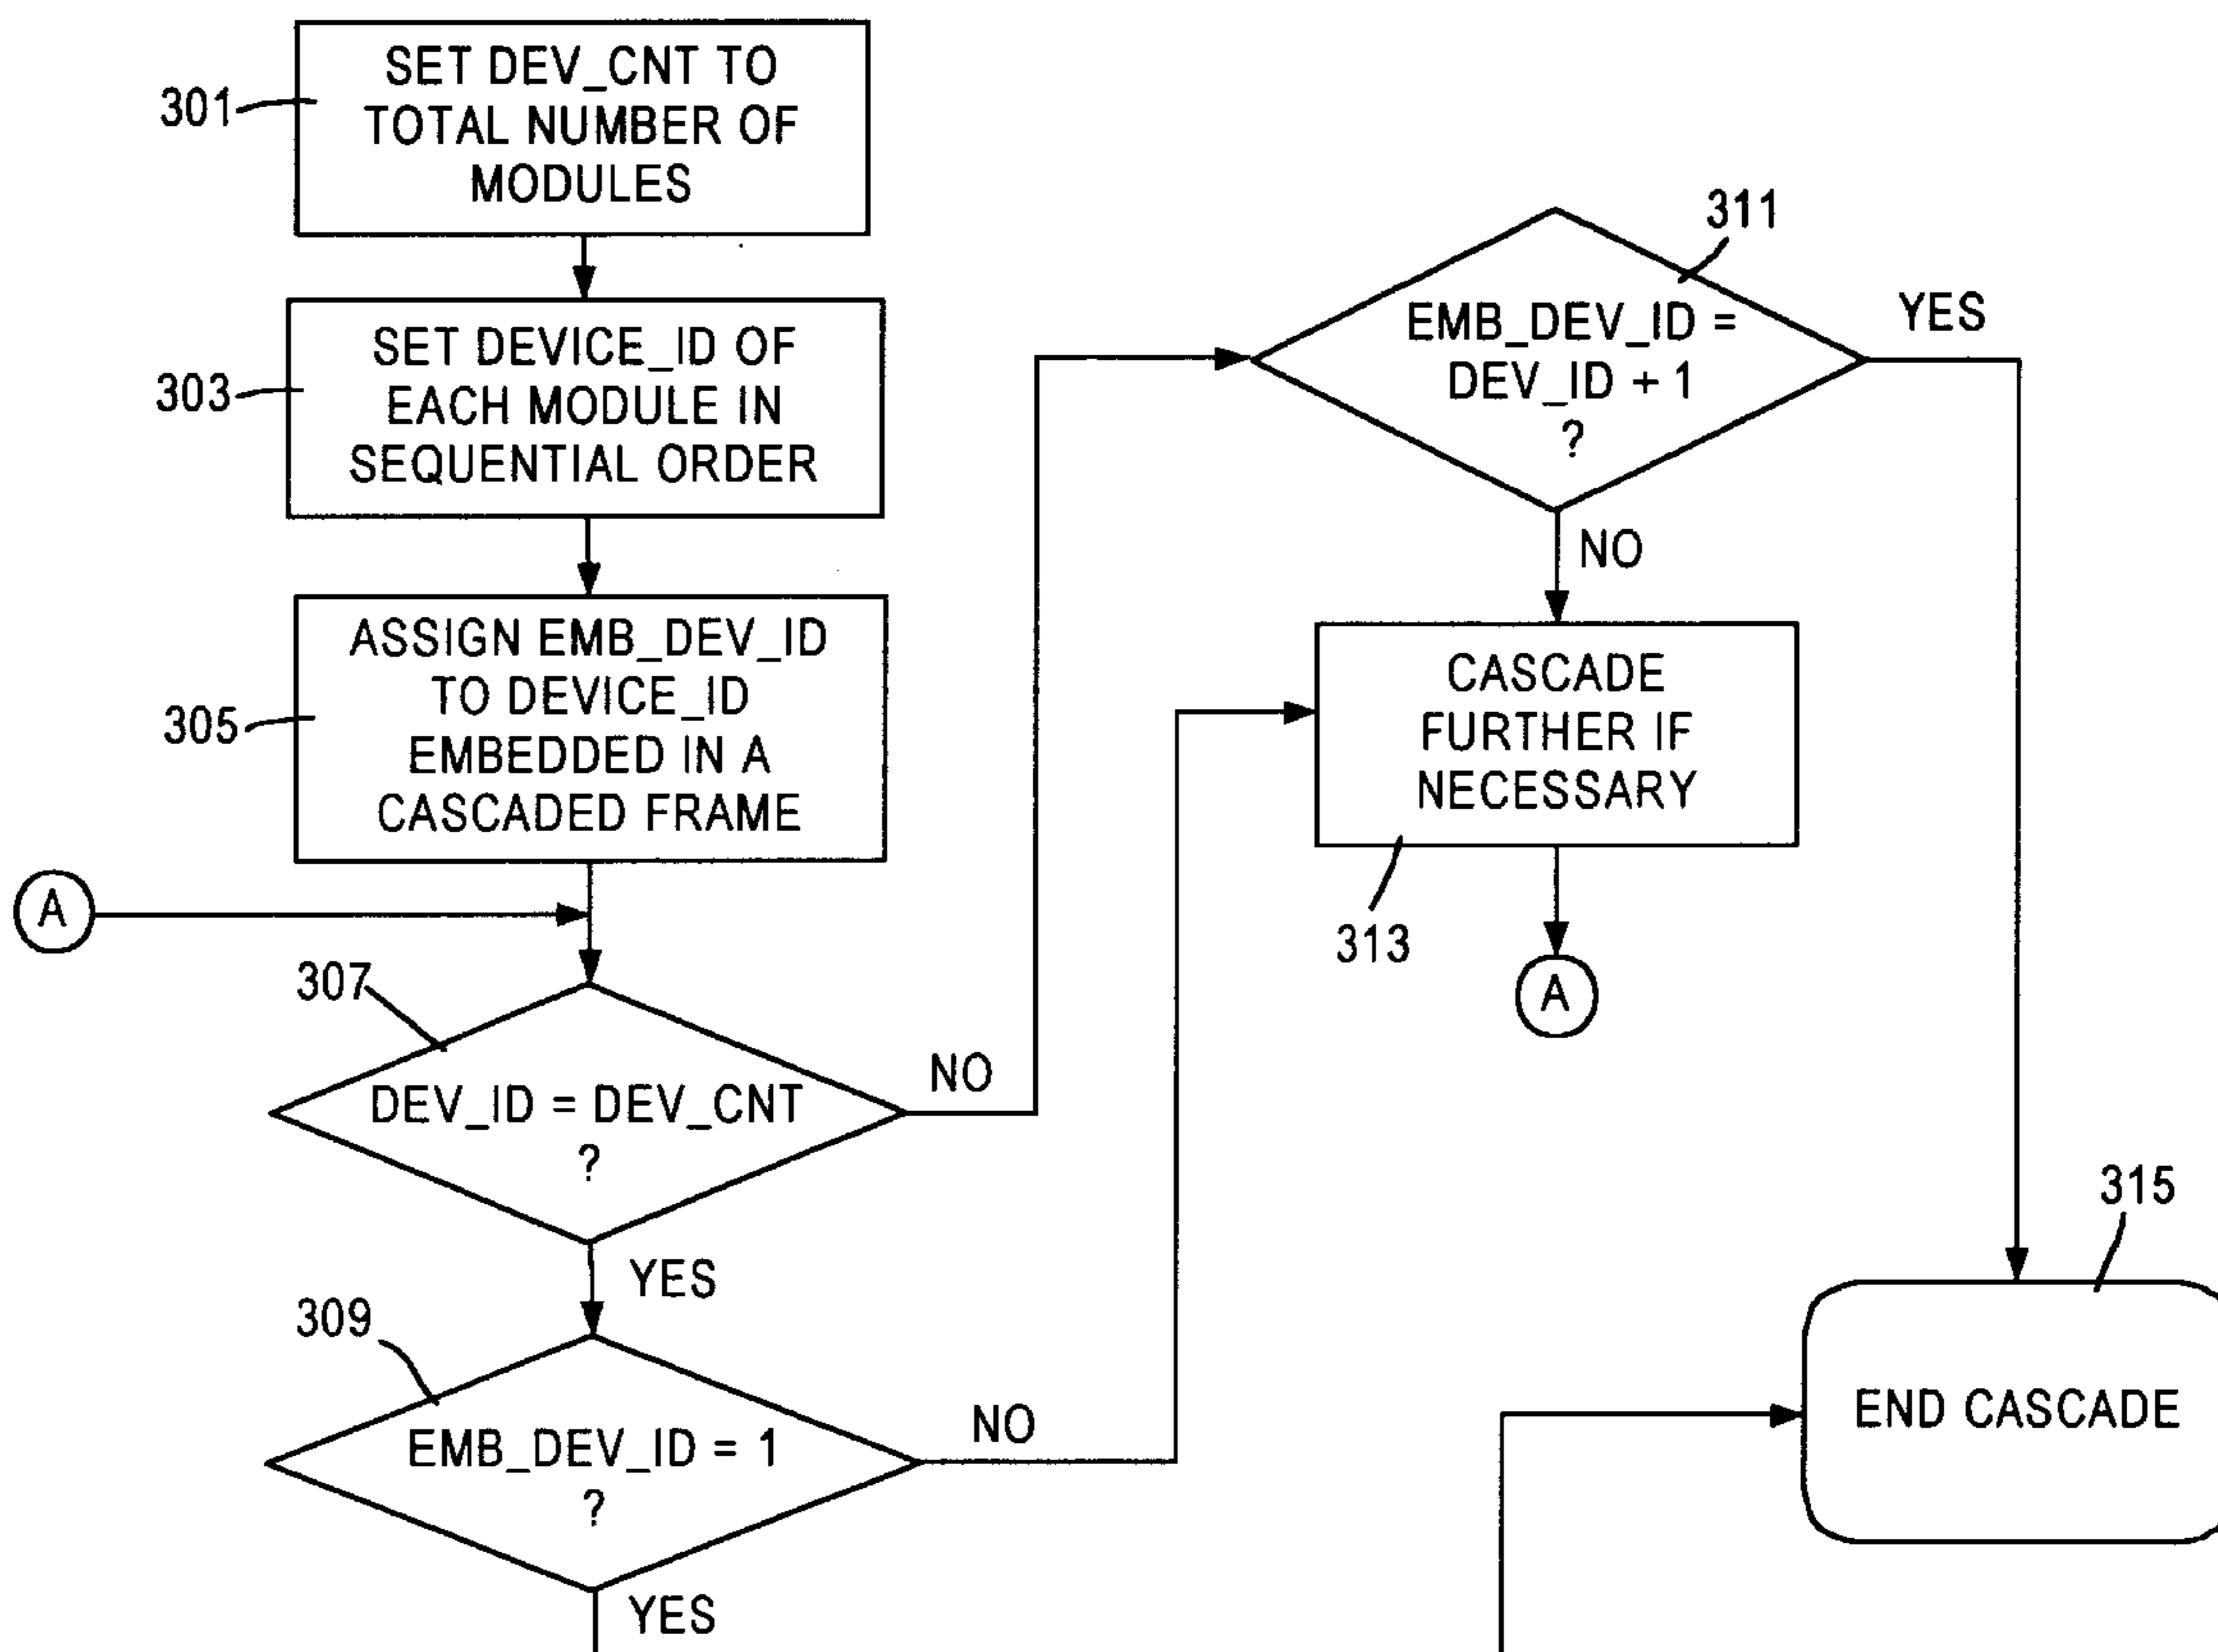 301
SET DEV_CNT TO
TOTAL NUMBER OF
MODULES
303
SET DEVICE_ID OF
EACH MODULE IN
SEQUENTIAL ORDER
305
ASSIGN EMB_DEV_ID
TO DEVICE_ID
EMBEDDED IN A
CASCADED FRAME
A
307
DEV_ID = DEV_CNT
?
NO
YES
309
EMB_DEV_ID = 1
?
NO
YES
311
EMB_DEV_ID =
DEV_ID + 1
?
YES
NO
CASCADE
FURTHER IF
NECESSARY
313
A
315
END CASCADE